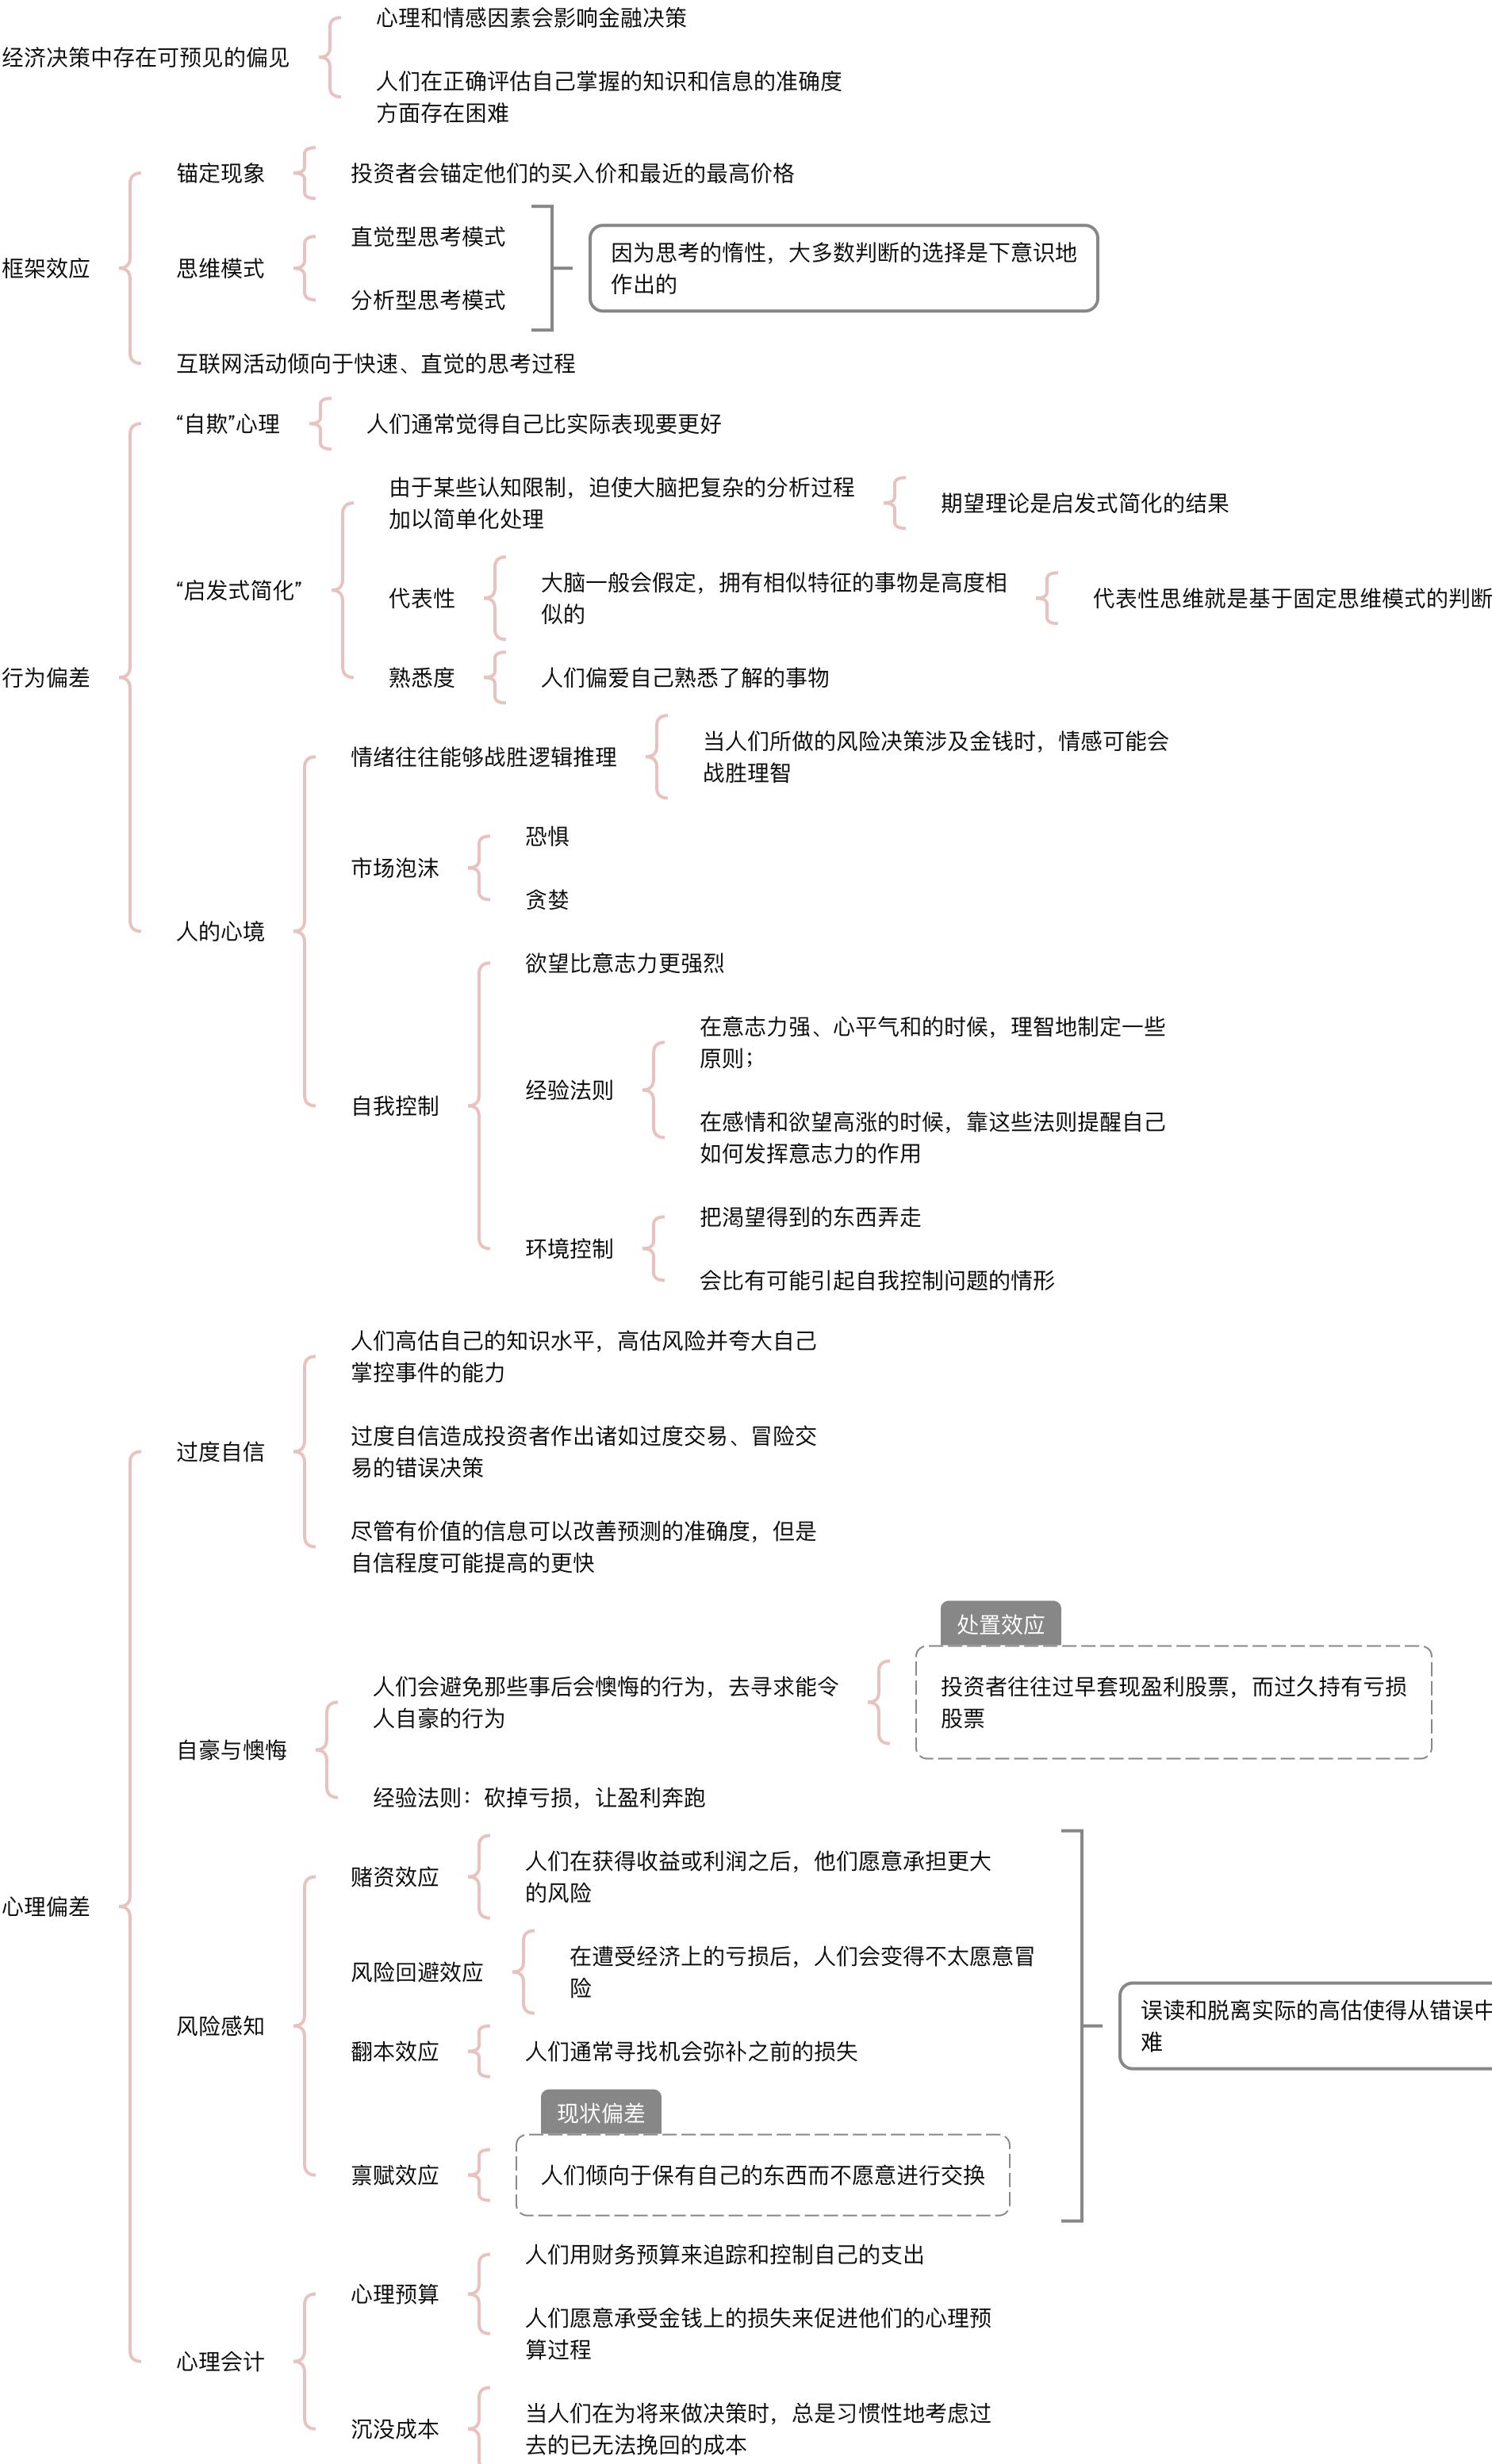 心理和情感因素会影响金融决策
经济决策中存在可预见的偏见
人们在正确评估自己掌握的知识和信息的准确度
方面存在困难
锚定现象
投资者会锚定他们的买入价和最近的最高价格
直觉型思考模式
框架效应
思维模式
因为思考的惰性，大多数判断的选择是下意识地
作出的
分析型思考模式
互联网活动倾向于快速、直觉的思考过程
“自欺”心理
人们通常觉得自己比实际表现要更好
由于某些认知限制，迫使大脑把复杂的分析过程
加以简单化处理
期望理论是启发式简化的结果
“启发式简化”
代表性
大脑一般会假定，拥有相似特征的事物是高度相
似的
代表性思维就是基于固定思维模式的判断
行为偏差
熟悉度
人们偏爱自己熟悉了解的事物
情绪往往能够战胜逻辑推理
当人们所做的风险决策涉及金钱时，情感可能会
战胜理智
恐惧
市场泡沫
贪婪
人的心境
欲望比意志力更强烈
在意志力强、心平气和的时候，理智地制定一些
原则；
经验法则
自我控制
在感情和欲望高涨的时候，靠这些法则提醒自己
如何发挥意志力的作用
把渴望得到的东西弄走
环境控制
会比有可能引起自我控制问题的情形
人们高估自己的知识水平，高估风险并夸大自己
掌控事件的能力
过度自信
过度自信造成投资者作出诸如过度交易、冒险交
易的错误决策
尽管有价值的信息可以改善预测的准确度，但是
自信程度可能提高的更快
处置效应
人们会避免那些事后会懊悔的行为，去寻求能令
人自豪的行为
投资者往往过早套现盈利股票，而过久持有亏损
股票
自豪与懊悔
经验法则：砍掉亏损，让盈利奔跑
心理偏差
赌资效应
人们在获得收益或利润之后，他们愿意承担更大
的风险
风险回避效应
在遭受经济上的亏损后，人们会变得不太愿意冒
险
风险感知
误读和脱离实际的高估使得从错误中
难
翻本效应
人们通常寻找机会弥补之前的损失
现状偏差
禀赋效应
人们倾向于保有自己的东西而不愿意进行交换
人们用财务预算来追踪和控制自己的支出
心理预算
人们愿意承受金钱上的损失来促进他们的心理预
算过程
心理会计
沉没成本
当人们在为将来做决策时，总是习惯性地考虑过
去的已无法挽回的成本